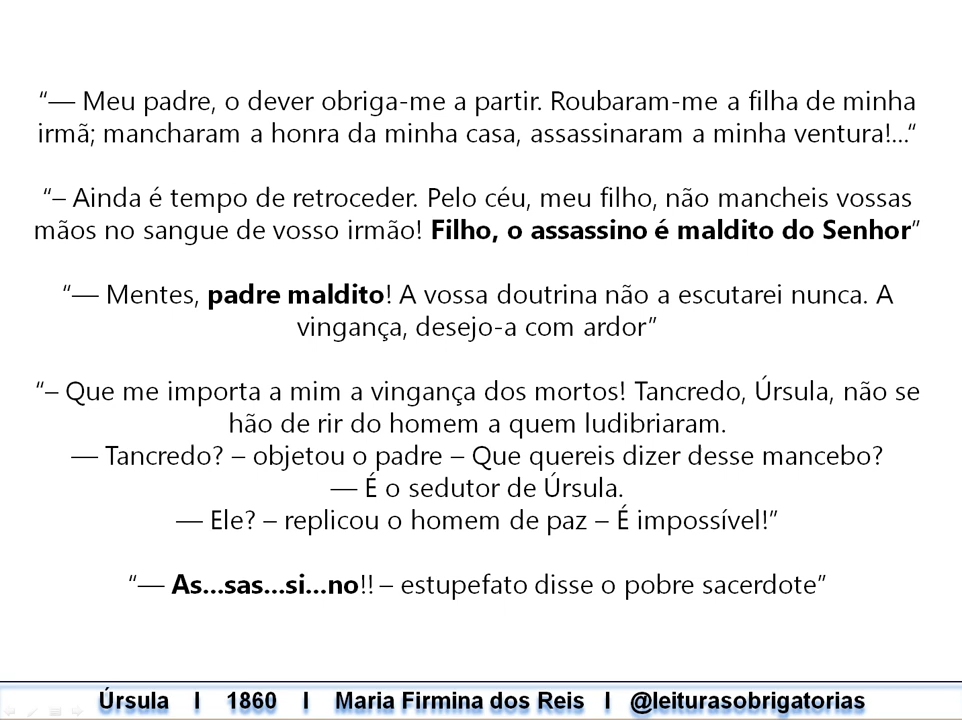 “— Meu padre, o dever obriga-me a partir. Roubaram-me a filha de minha
irmã; mancharam a honra da minha casa, assassinaram a minha ventura!...“
“– Ainda é tempo de retroceder. Pelo céu, meu filho, não mancheis vossas
mãos no sangue de vosso irmão! Filho, o assassino é maldito do Senhor”
“— Mentes, padre maldito! A vossa doutrina não a escutarei nunca. A
vingança, desejo-a com ardor”
“– Que me importa a mim a vingança dos mortos! Tancredo, Úrsula, não se
hão de rir do homem a quem ludibriaram.
— Tancredo? – objetou o padre – Que quereis dizer desse mancebo?
— É o sedutor de Úrsula.
— Ele? – replicou o homem de paz – É impossível!”
“— As...sas...si...no!! – estupefato disse o pobre sacerdote”
Úrsula I 1860 I Maria Firmina dos Reis I @leiturasobrigatorias